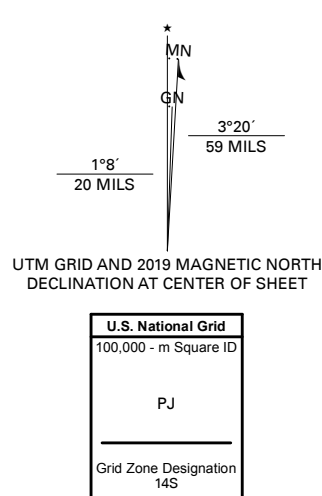 ★
MN
GN
3°20´
59 MILS
1°8´
20 MILS
UTM GRID AND 2019 MAGNETIC NORTH
DECLINATION AT CENTER OF SHEET
U.S. National Grid
100,000 - m Square ID
PJ
Grid Zone Designation
14S